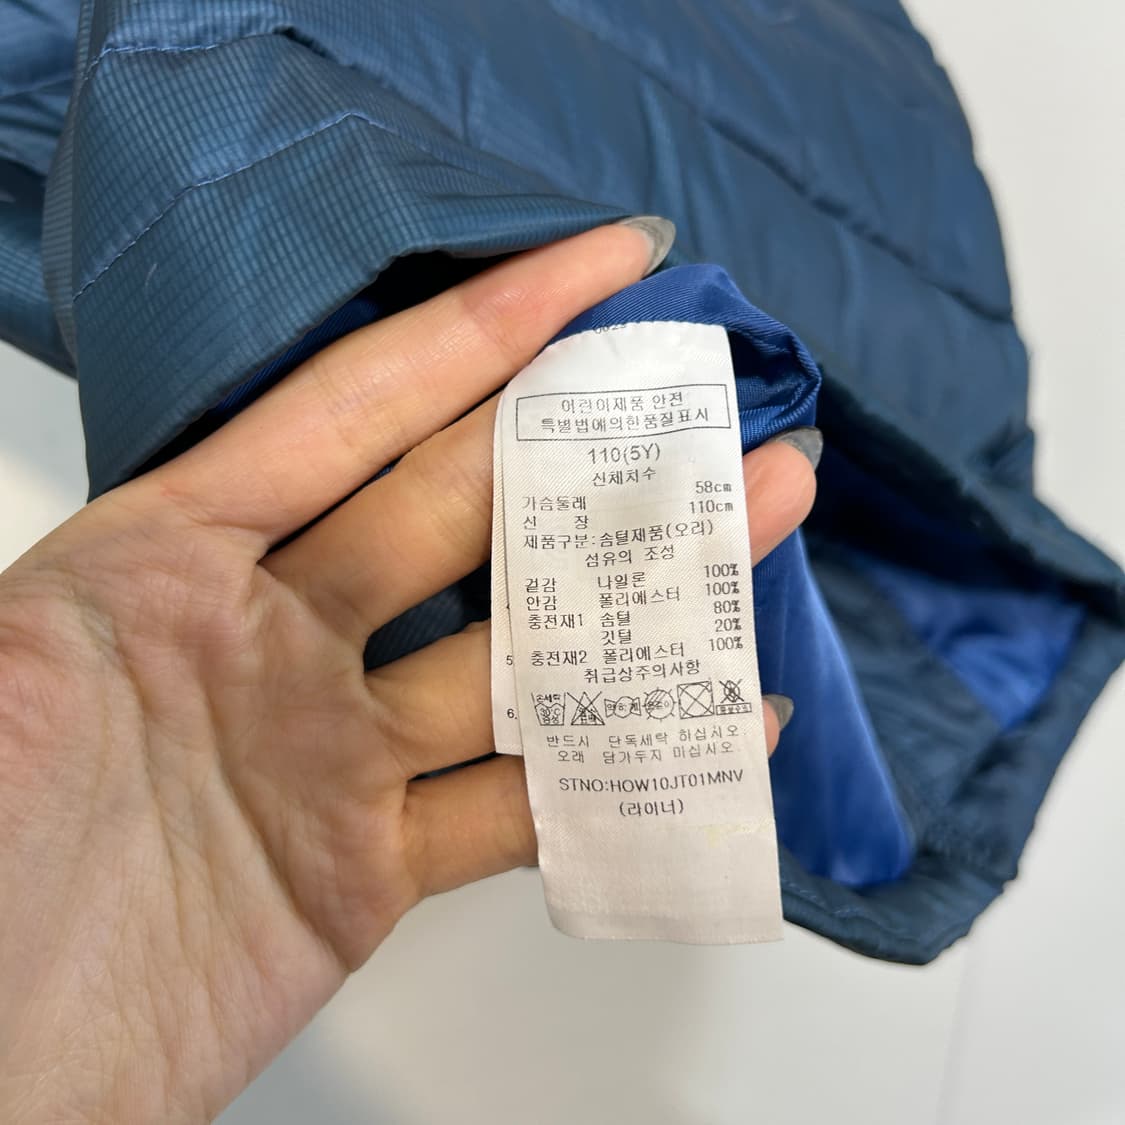 어린이제품 안전
특별법에의한품질표시
110(5Y)
신체치수
가슴둘레 58cm
신 장 110cm
제품구분:솜털제품(오리)
섬유의 조성
겉감 나일론 100%
안감 폴리에스터 100%
충전재1 솜털 80%
깃털 20%
충전재2 폴리에스터 100%
취급상주의사항
손세탁
반드시 단독세탁 하십시오.
오래 담가두지 마십시오.
STNO:HOW10JT01MNV
(라이너)
5
6.